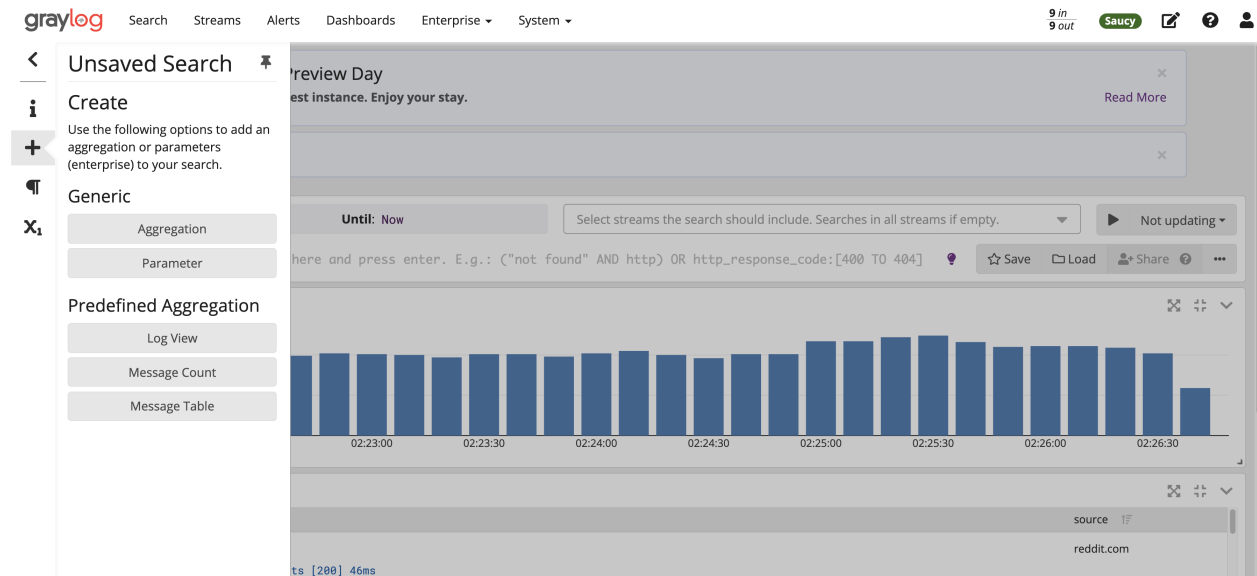 graylog Search Streams Alerts Dashboards Enterprise System 9 in Saucy
9 out
Unsaved Search
Create
Use the following options to add an
aggregation or parameters
(enterprise) to your search.
Generic
Aggregation
Parameter
Predefined Aggregation
Log View
Message Count
Message Table
Preview Day
est instance. Enjoy your stay. Read More
Until: Now Select streams the search should include. Searches in all streams if empty. Not updating
here and press enter. E.g.: ("not found" AND http) OR http_response_code:[400 TO 404] Save Load Share
02:23:00 02:23:30 02:24:00 02:24:30 02:25:00 02:25:30 02:26:00 02:26:30
source
reddit.com
ts [200] 46ms